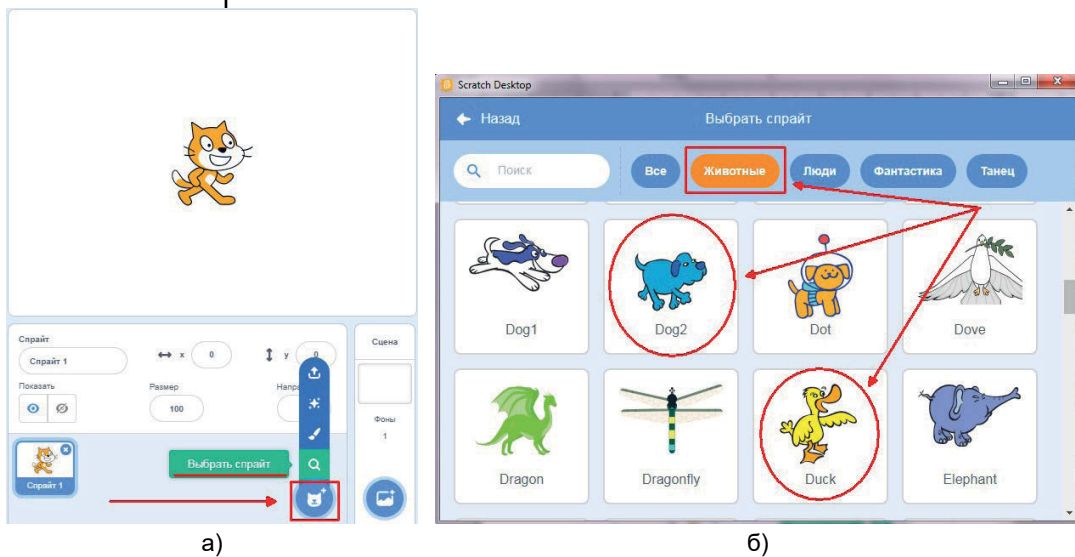 Спрайт
Спрайт 1
x 0
y 0
Показать
Размер
100
Сцена
Фоны
1
Спрайт 1
Выбрать спрайт
а)
Scratch Desktop
Назад
Выбрать спрайт
Поиск
Все
Животные
Люди
Фантастика
Танец
Dog1
Dog2
Dot
Dove
Dragon
Dragonfly
Duck
Elephant
б)